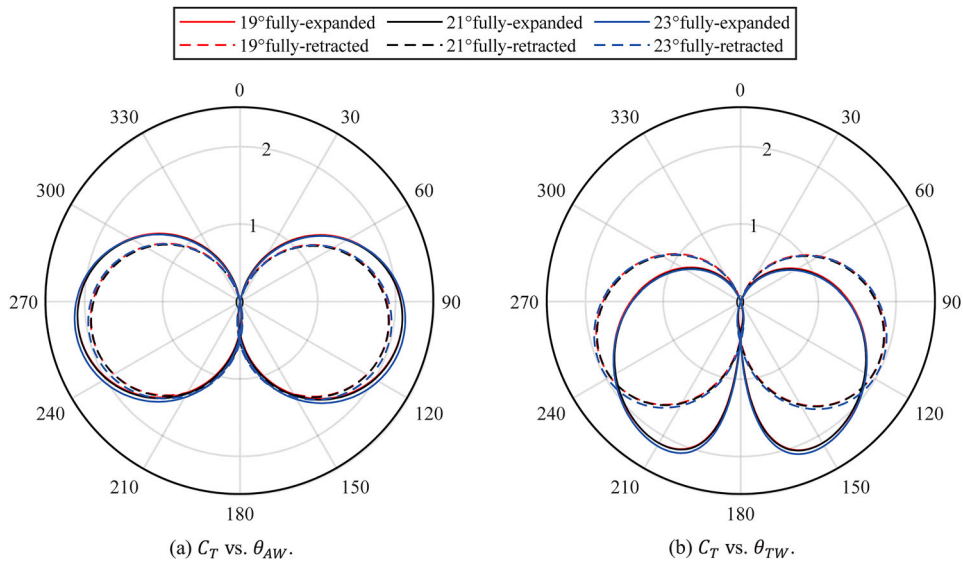 19°fully-expanded 21°fully-expanded 23°fully-expanded
19°fully-retracted 21°fully-retracted 23°fully-retracted
0 0
330 30 330 30
2 2
300 60 300 60
1 1
270 0 90 270 0 90
240 120 240 120
210 150 210 150
180 180
(a) C_T vs. θ_AW. (b) C_T vs θ_TW.